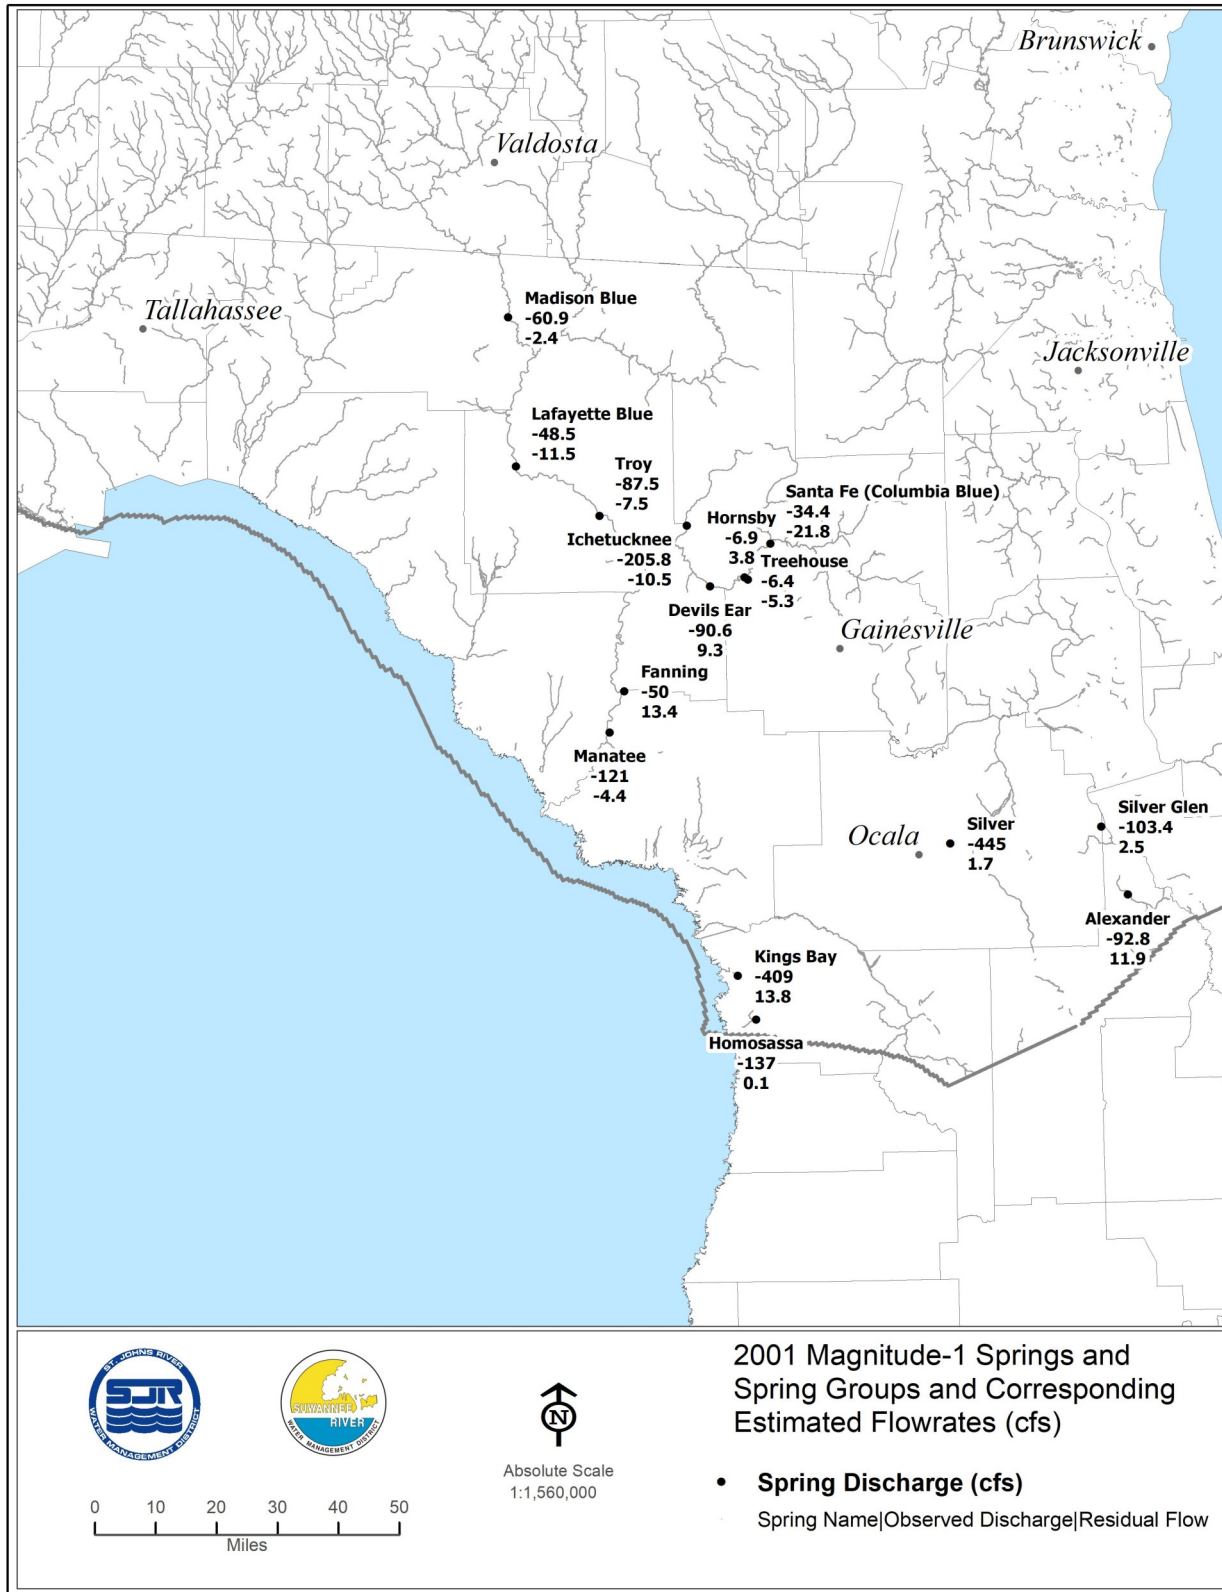 Brunswick
Valdosta
Tallahassee
Madison Blue
-60.9
-2.4
Jacksonville
Lafayette Blue
-48.5
-11.5
Troy
-87.5
-7.5
Santa Fe (Columbia Blue)
-34.4
-21.8
Hornsby
-6.9
3.8
Ichetucknee
-205.8
-10.5
Treehouse
-6.4
-5.3
Devils Ear
-90.6
9.3
Gainesville
Fanning
-50
13.4
Manatee
-121
-4.4
Silver Glen
-103.4
2.5
Silver
-445
1.7
Ocala
Alexander
-92.8
11.9
Kings Bay
-409
13.8
Homosassa
-137
0.1
ST. JOHNS RIVER
SJR
WATER MANAGEMENT DISTRICT
SUWANNEE
RIVER
WATER MANAGEMENT DISTRICT
N
Absolute Scale
1:1,560,000
0 10 20 30 40 50
Miles
2001 Magnitude-1 Springs and
Spring Groups and Corresponding
Estimated Flowrates (cfs)
Spring Discharge (cfs)
Spring Name|Observed Discharge|Residual Flow